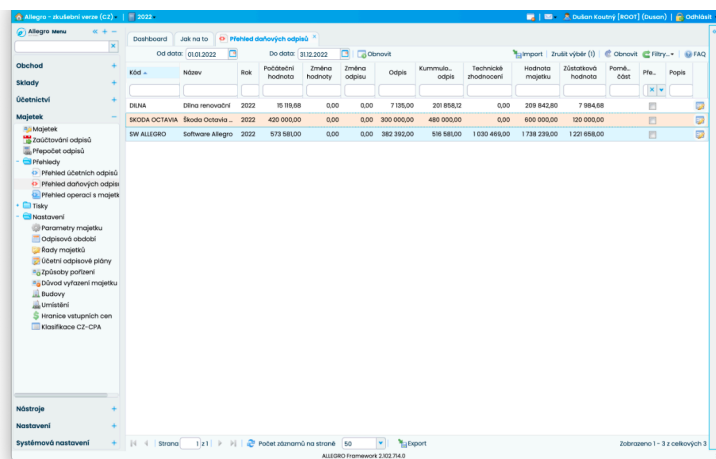 Allegro - zkušební verze (CZ) 2022 Dušan Koutný [ROOT] (Dusan) Odhlásit
Allegro Menu
Dashboard Jak na to Přehled daňových odpisů
Od data: 01.01.2022 Do data: 31.12.2022 Obnovit Import Zrušit výběr (1) Obnovit Filtry... FAQ
Kód Název Rok Počáteční hodnota Změna hodnoty Změna odpisu Odpis Kummulo... odpis Technické zhodnocení Hodnota majetku Zůstatková hodnota Pomě... část Pře... Popis
DILNA Dílna renovační 2022 15 119,68 0,00 0,00 7 135,00 201 858,12 0,00 209 842,80 7 984,68
SKODA OCTAVIA Škoda Octavia ... 2022 420 000,00 0,00 0,00 300 000,00 480 000,00 0,00 600 000,00 120 000,00
SW ALLEGRO Software Allegro 2022 573 581,00 0,00 0,00 382 392,00 516 581,00 1 030 469,00 1 738 239,00 1 221 658,00
Obchod
Sklady
Účetnictví
Majetek
Majetek
Zaúčtování odpisů
Přepočet odpisů
Přehledy
Přehled účetních odpisů
Přehled daňových odpisů
Přehled operací s majetk
Tisky
Nastavení
Parametry majetku
Odpisová období
Řady majetků
Účetní odpisové plány
Způsoby pořízení
Důvod vyřazení majetku
Budovy
Umístění
Hranice vstupních cen
Klasifikace CZ-CPA
Nástroje
Nastavení
Systémová nastavení
Strana 1 z 1 Počet záznamů na straně 50 Export Zobrazeno 1 - 3 z celkových 3
ALLEGRO Framework 2.102.714.0